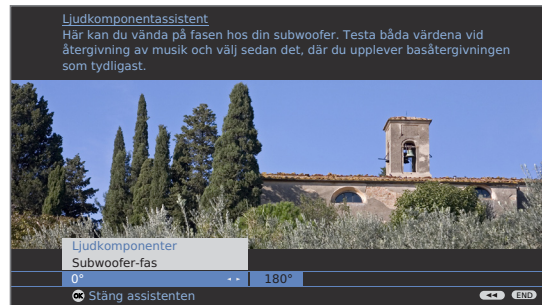 Ljudkomponentassistent
Här kan du vända på fasen hos din subwoofer. Testa båda värdena vid
återgivning av musik och välj sedan det, där du upplever basåtergivningen
som tydligast.
Ljudkomponenter
Subwoofer-fas
0° 180°
OK Stäng assistenten END